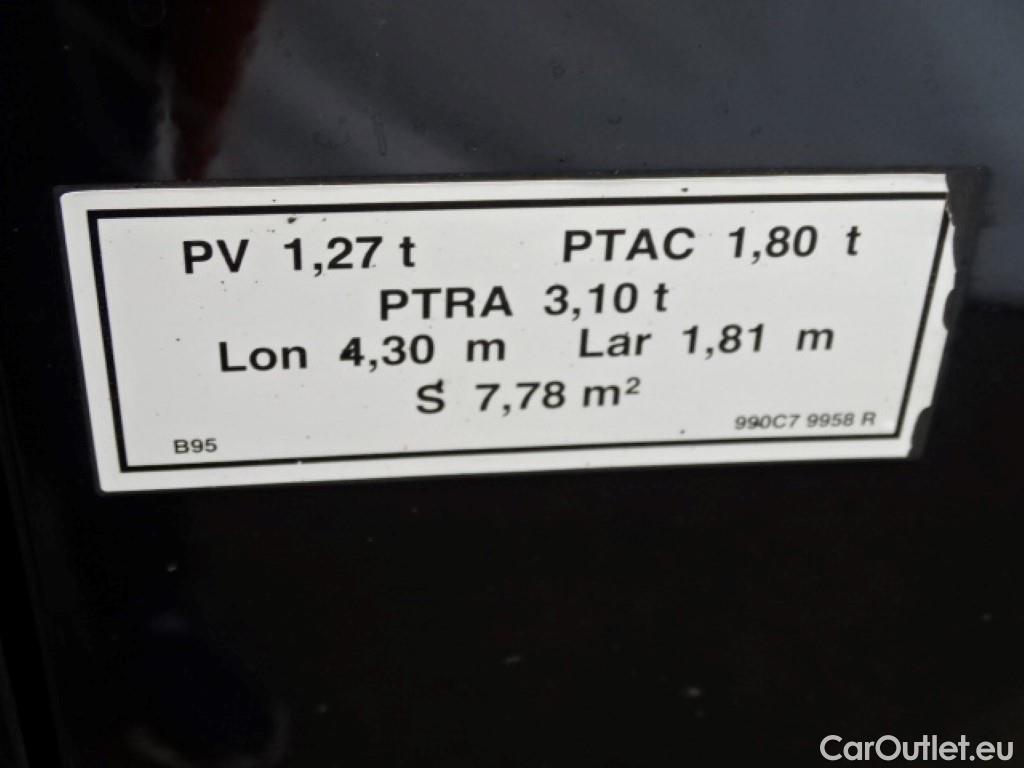 PV 1,27 t PTAC 1,80 t
PTRA 3,10 t
Lon 4,30 m Lar 1,81 m
S 7,78 m²
B95 990C7 9958 R
CarOutlet.eu